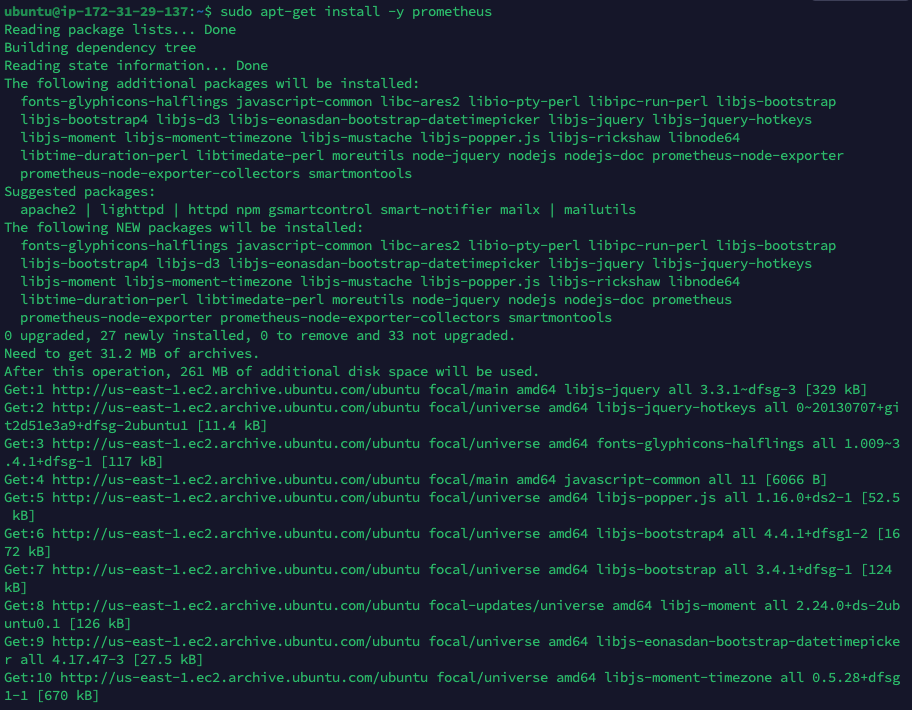 ubuntu@ip-172-31-29-137:~$ sudo apt-get install -y prometheus
Reading package lists... Done
Building dependency tree
Reading state information... Done
The following additional packages will be installed:
  fonts-glyphicons-halflings javascript-common libc-ares2 libio-pty-perl libipc-run-perl libjs-bootstrap
  libjs-bootstrap4 libjs-d3 libjs-eonasdan-bootstrap-datetimepicker libjs-jquery libjs-jquery-hotkeys
  libjs-moment libjs-moment-timezone libjs-mustache libjs-popper.js libjs-rickshaw libnode64
  libtime-duration-perl libtimedate-perl moreutils node-jquery nodejs nodejs-doc prometheus-node-exporter
  prometheus-node-exporter-collectors smartmontools
Suggested packages:
  apache2 | lighttpd | httpd npm gsmartcontrol smart-notifier mailx | mailutils
The following NEW packages will be installed:
  fonts-glyphicons-halflings javascript-common libc-ares2 libio-pty-perl libipc-run-perl libjs-bootstrap
  libjs-bootstrap4 libjs-d3 libjs-eonasdan-bootstrap-datetimepicker libjs-jquery libjs-jquery-hotkeys
  libjs-moment libjs-moment-timezone libjs-mustache libjs-popper.js libjs-rickshaw libnode64
  libtime-duration-perl libtimedate-perl moreutils node-jquery nodejs nodejs-doc prometheus
  prometheus-node-exporter prometheus-node-exporter-collectors smartmontools
0 upgraded, 27 newly installed, 0 to remove and 33 not upgraded.
Need to get 31.2 MB of archives.
After this operation, 261 MB of additional disk space will be used.
Get:1 http://us-east-1.ec2.archive.ubuntu.com/ubuntu focal/main amd64 libjs-jquery all 3.3.1~dfsg-3 [329 kB]
Get:2 http://us-east-1.ec2.archive.ubuntu.com/ubuntu focal/universe amd64 libjs-jquery-hotkeys all 0~20130707+gi
t2d51e3a9+dfsg-2ubuntu1 [11.4 kB]
Get:3 http://us-east-1.ec2.archive.ubuntu.com/ubuntu focal/universe amd64 fonts-glyphicons-halflings all 1.009~3
.4.1+dfsg-1 [117 kB]
Get:4 http://us-east-1.ec2.archive.ubuntu.com/ubuntu focal/main amd64 javascript-common all 11 [6066 B]
Get:5 http://us-east-1.ec2.archive.ubuntu.com/ubuntu focal/universe amd64 libjs-popper.js all 1.16.0+ds2-1 [52.5
 kB]
Get:6 http://us-east-1.ec2.archive.ubuntu.com/ubuntu focal/universe amd64 libjs-bootstrap4 all 4.4.1+dfsg1-2 [16
72 kB]
Get:7 http://us-east-1.ec2.archive.ubuntu.com/ubuntu focal/universe amd64 libjs-bootstrap all 3.4.1+dfsg-1 [124
kB]
Get:8 http://us-east-1.ec2.archive.ubuntu.com/ubuntu focal-updates/universe amd64 libjs-moment all 2.24.0+ds-2ub
untu0.1 [126 kB]
Get:9 http://us-east-1.ec2.archive.ubuntu.com/ubuntu focal/universe amd64 libjs-eonasdan-bootstrap-datetimepicke
r all 4.17.47-3 [27.5 kB]
Get:10 http://us-east-1.ec2.archive.ubuntu.com/ubuntu focal/universe amd64 libjs-moment-timezone all 0.5.28+dfsg
1-1 [670 kB]